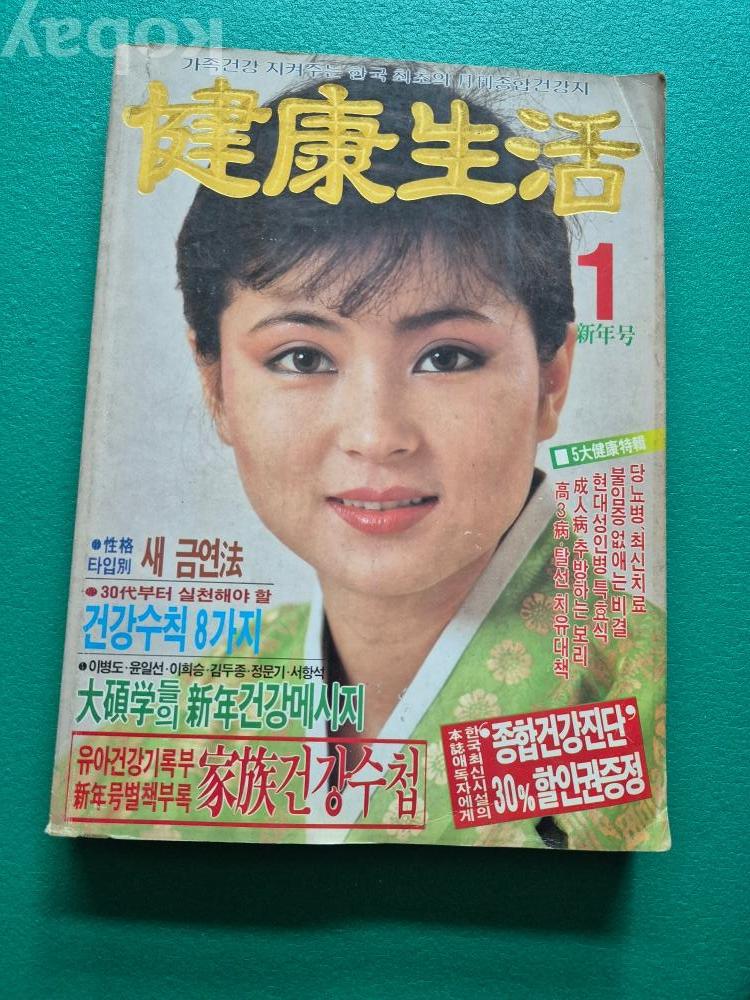 kobay
가족건강 지켜주는 한국 최초의 月刊종합건강지
健康生活
1
新年号
5大健康特輯
당뇨병, 최신치료
불임증 없애는 비결
현대성인병 특효식
成人病 추방하는 보리
高3病·탈선 치유대책
性格
타입別 새 금연法
30代부터 실천해야 할
건강수칙 8가지
이병도·윤일선·이희승·김두종·정문기·서항석
大碩学들의 新年건강메시지
유아건강기록부
新年号별책부록
家族건강수첩
한국최신시설의
本誌애독자에게
'종합건강진단'
30% 할인권증정